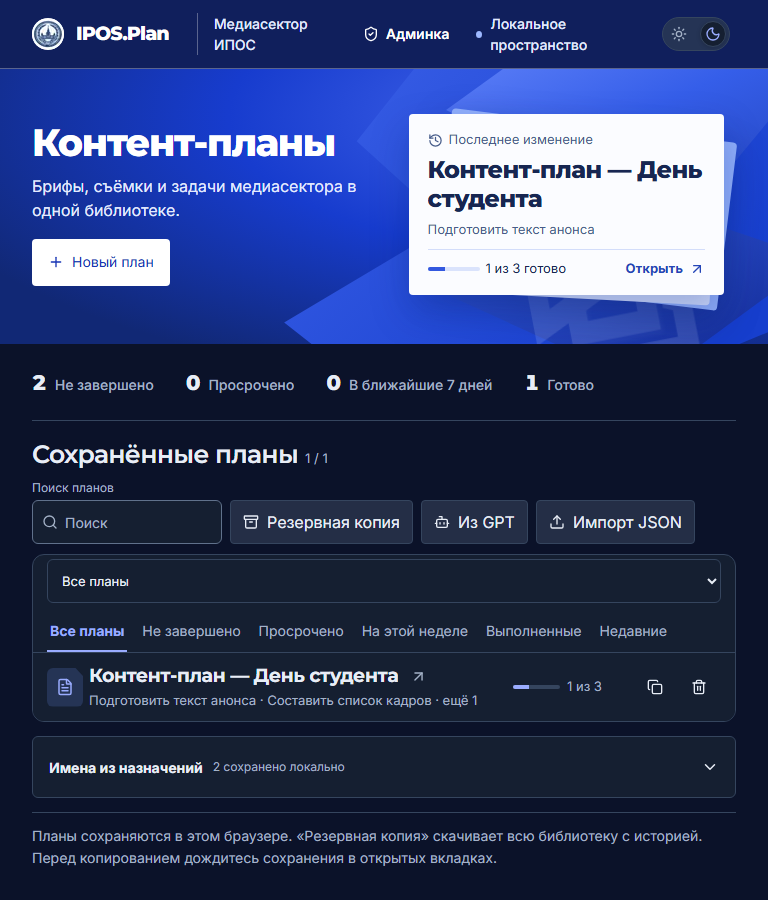 IPOS.Plan
Медиасектор
ИПОС
Админка
Локальное
пространство
Контент-планы
Брифы, съёмки и задачи медиасектора в
одной библиотеке.
Новый план
Последнее изменение
Контент-план — День
студента
Подготовить текст анонса
1 из 3 готово
Открыть
2 Не завершено
0 Просрочено
0 В ближайшие 7 дней
1 Готово
Сохранённые планы 1 / 1
Поиск планов
Поиск
Резервная копия
Из GPT
Импорт JSON
Все планы
Все планы
Не завершено
Просрочено
На этой неделе
Выполненные
Недавние
Контент-план — День студента
Подготовить текст анонса · Составить список кадров · ещё 1
1 из 3
Имена из назначений 2 сохранено локально
Планы сохраняются в этом браузере. «Резервная копия» скачивает всю библиотеку с историей.
Перед копированием дождитесь сохранения в открытых вкладках.